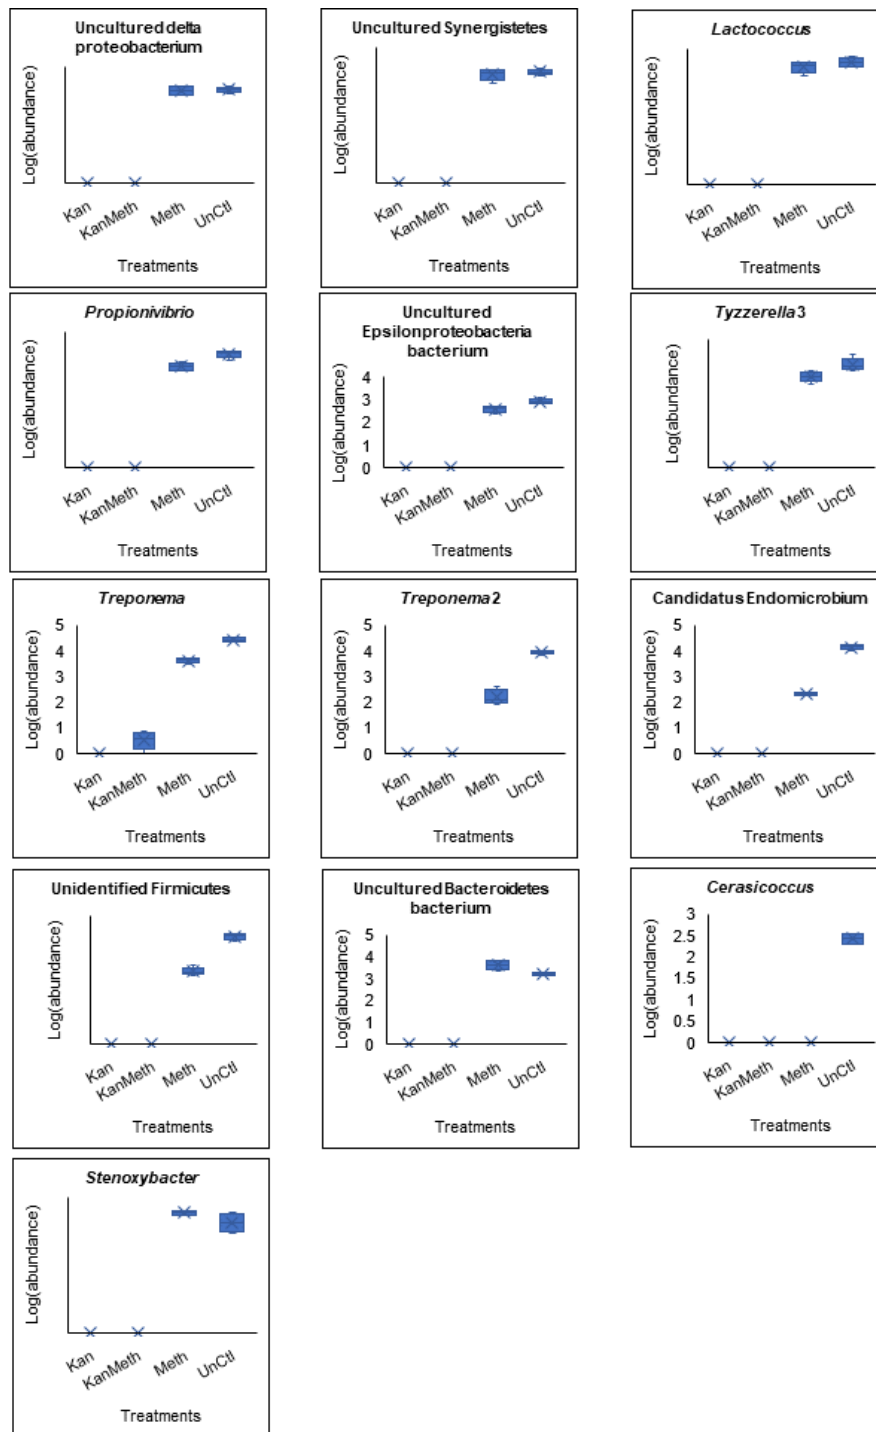 Uncultured delta
proteobacterium
Log(abundance)
Kan
KanMeth
Meth
UnCtl
Treatments
Uncultured Synergistetes
Log(abundance)
Kan
KanMeth
Meth
UnCtl
Treatments
Lactococcus
Log(abundance)
Kan
KanMeth
Meth
UnCtl
Treatments
Propionivibrio
Log(abundance)
Kan
KanMeth
Meth
UnCtl
Treatments
Uncultured
Epsilonproteobacteria
bacterium
Log(abundance)
4
3
2
1
0
Kan
KanMeth
Meth
UnCtl
Treatments
Tyzzerella 3
Log(abundance)
Kan
KanMeth
Meth
UnCtl
Treatments
Treponema
Log(abundance)
5
4
3
2
1
0
Kan
KanMeth
Meth
UnCtl
Treatments
Treponema 2
Log(abundance)
5
4
3
2
1
0
Kan
KanMeth
Meth
UnCtl
Treatments
Candidatus Endomicrobium
Log(abundance)
5
4
3
2
1
0
Kan
KanMeth
Meth
UnCtl
Treatments
Unidentified Firmicutes
Log(abundance)
Kan
KanMeth
Meth
UnCtl
Treatments
Uncultured Bacteroidetes
bacterium
Log(abundance)
5
4
3
2
1
0
Kan
KanMeth
Meth
UnCtl
Treatments
Cerasicoccus
Log(abundance)
3
2.5
2
1.5
1
0.5
0
Kan
KanMeth
Meth
UnCtl
Treatments
Stenoxybacter
Log(abundance)
Kan
KanMeth
Meth
UnCtl
Treatments